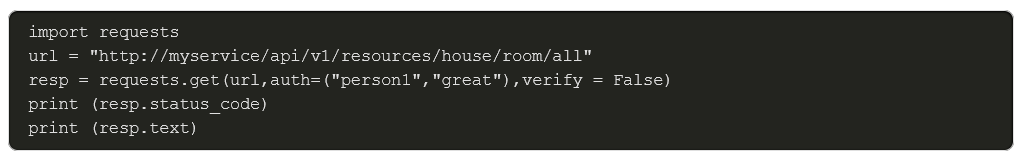 import requests
url = "http://myservice/api/v1/resources/house/room/all"
resp = requests.get(url,auth=("person1","great"),verify = False)
print (resp.status_code)
print (resp.text)